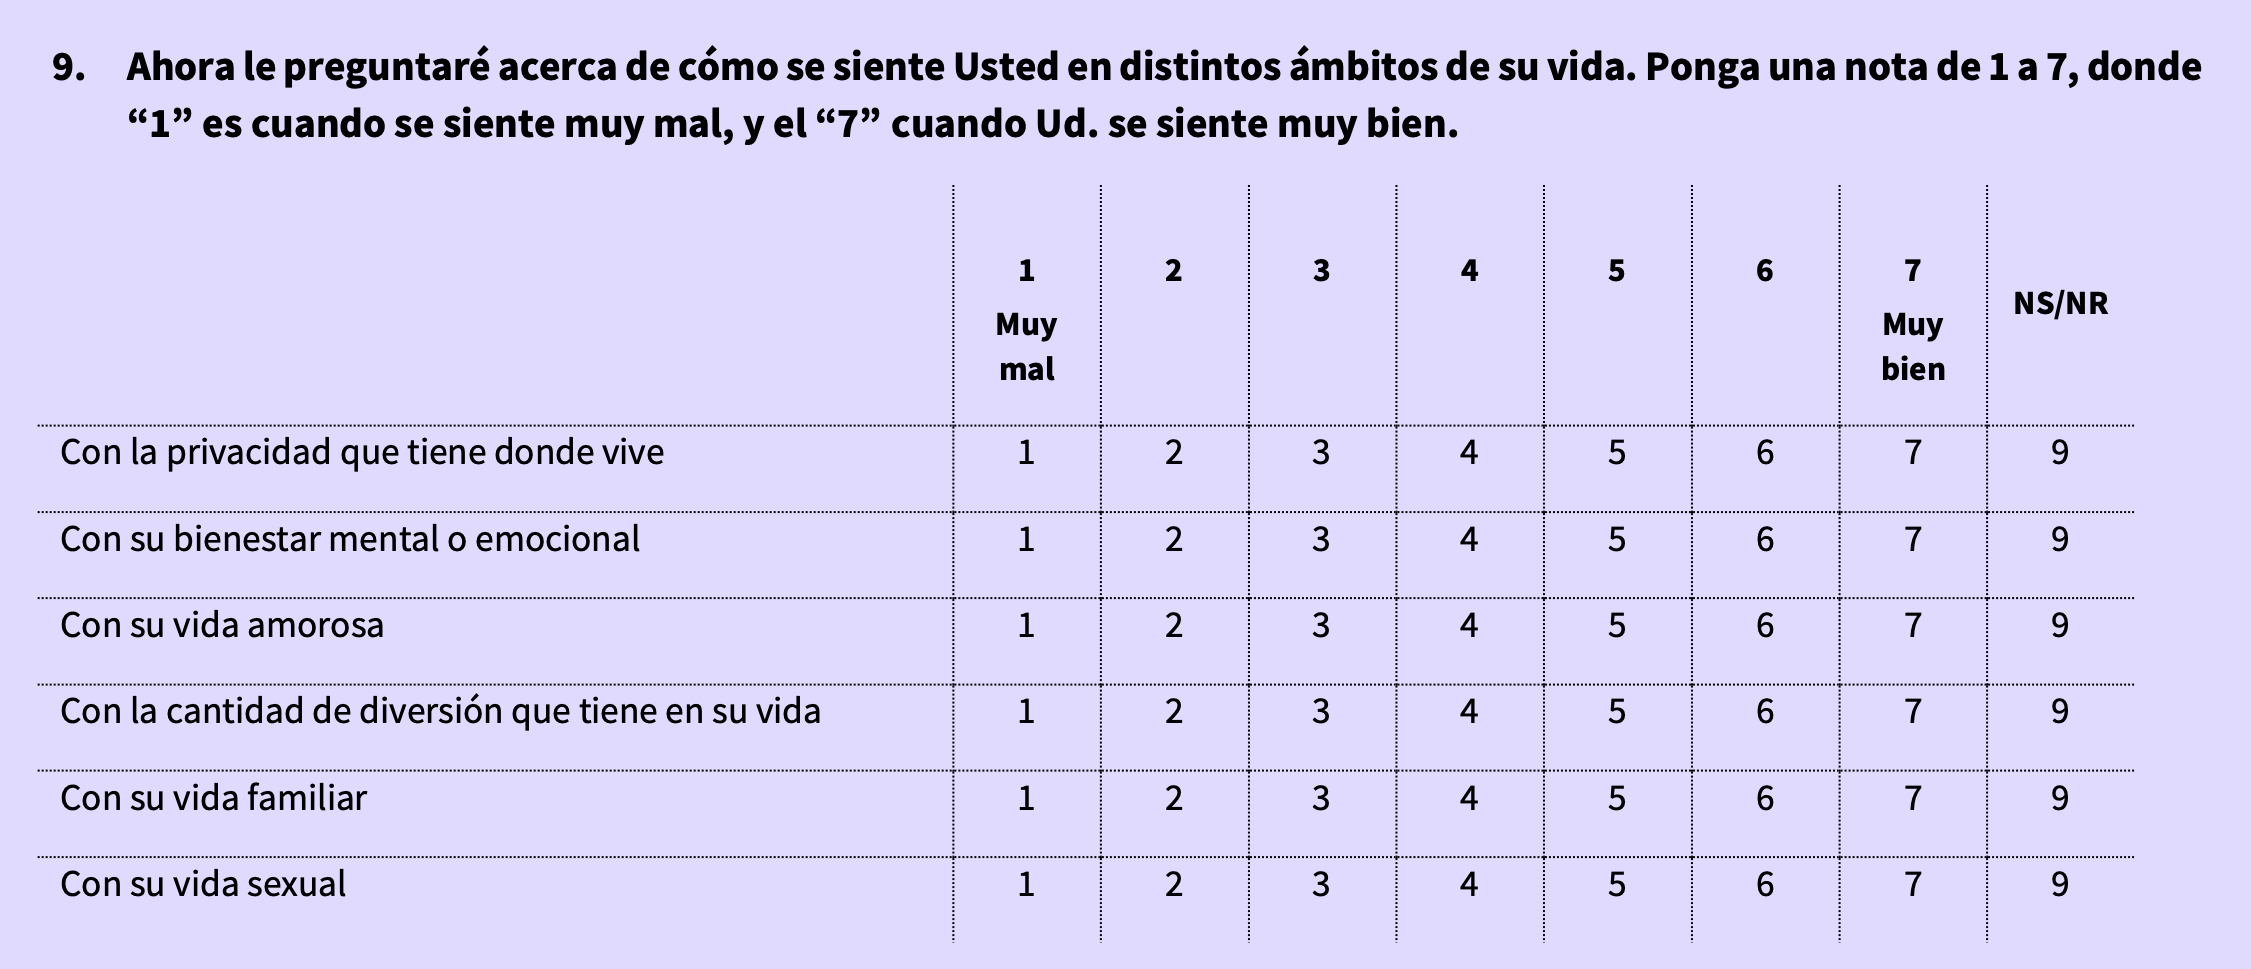 9. Ahora le preguntaré acerca de cómo se siente Usted en distintos ámbitos de su vida. Ponga una nota de 1 a 7, donde
“1” es cuando se siente muy mal, y el “7” cuando Ud. se siente muy bien.
1 2 3 4 5 6 7
NS/NR
Muy Muy
mal bien
Con la privacidad que tiene donde vive 1 2 3 4 5 6 7 9
Con su bienestar mental o emocional 1 2 3 4 5 6 7 9
Con su vida amorosa 1 2 3 4 5 6 7 9
Con la cantidad de diversión que tiene en su vida 1 2 3 4 5 6 7 9
Con su vida familiar 1 2 3 4 5 6 7 9
Con su vida sexual 1 2 3 4 5 6 7 9